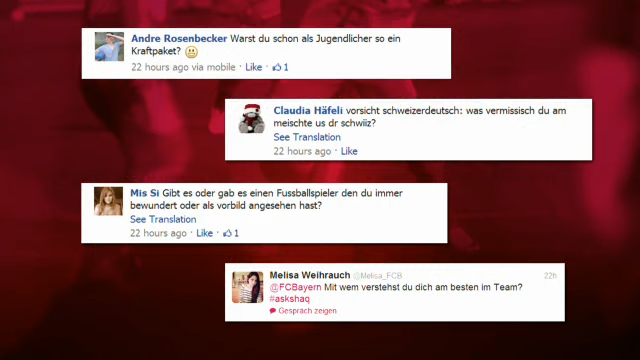 Andre Rosenbecker Warst du schon als Jugendlicher so ein
Kraftpaket?
22 hours ago via mobile · Like · 1
Claudia Häfeli vorsicht schweizerdeutsch: was vermissisch du am
meischte us dr schwiiz?
See Translation
22 hours ago · Like
Mis Si Gibt es oder gab es einen Fussballspieler den du immer
bewundert oder als vorbild angesehen hast?
See Translation
22 hours ago · Like · 1
Melisa Weihrauch @Melisa_FCB 22h
@FCBayern Mit wem verstehst du dich am besten im Team?
#askshaq
Gespräch zeigen